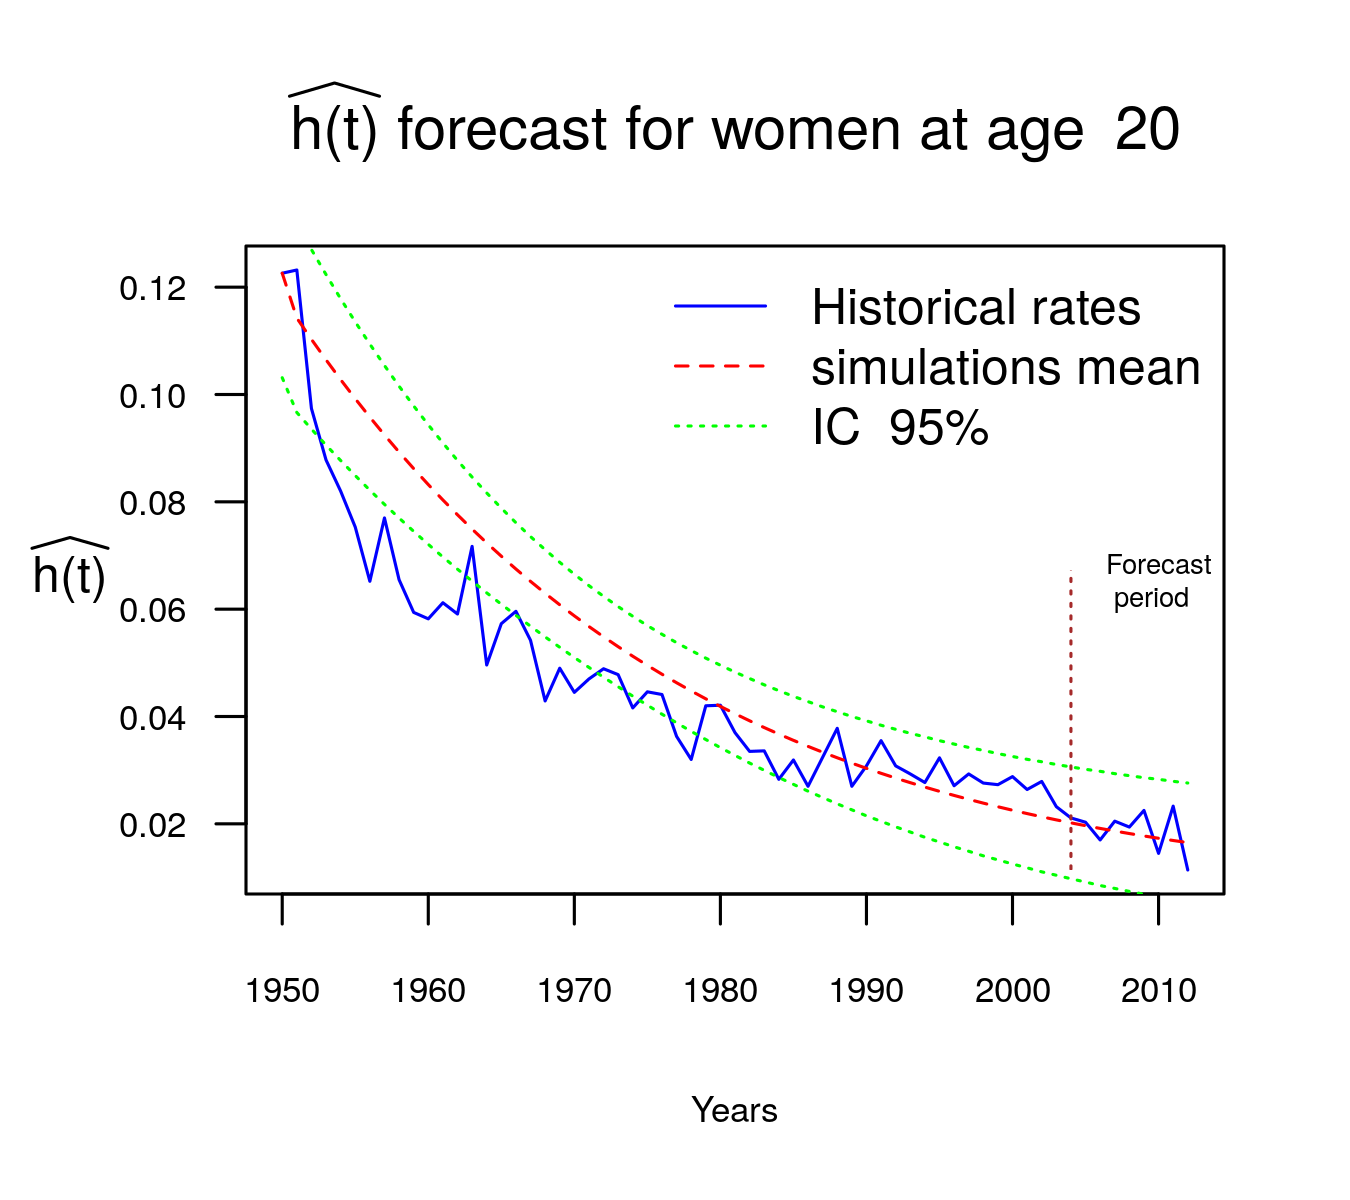 h(t) forecast for women at age 20
0.12
0.10
0.08
0.06
0.04
0.02
h(t)
Historical rates
simulations mean
IC 95%
Forecast
period
1950 1960 1970 1980 1990 2000 2010
Years